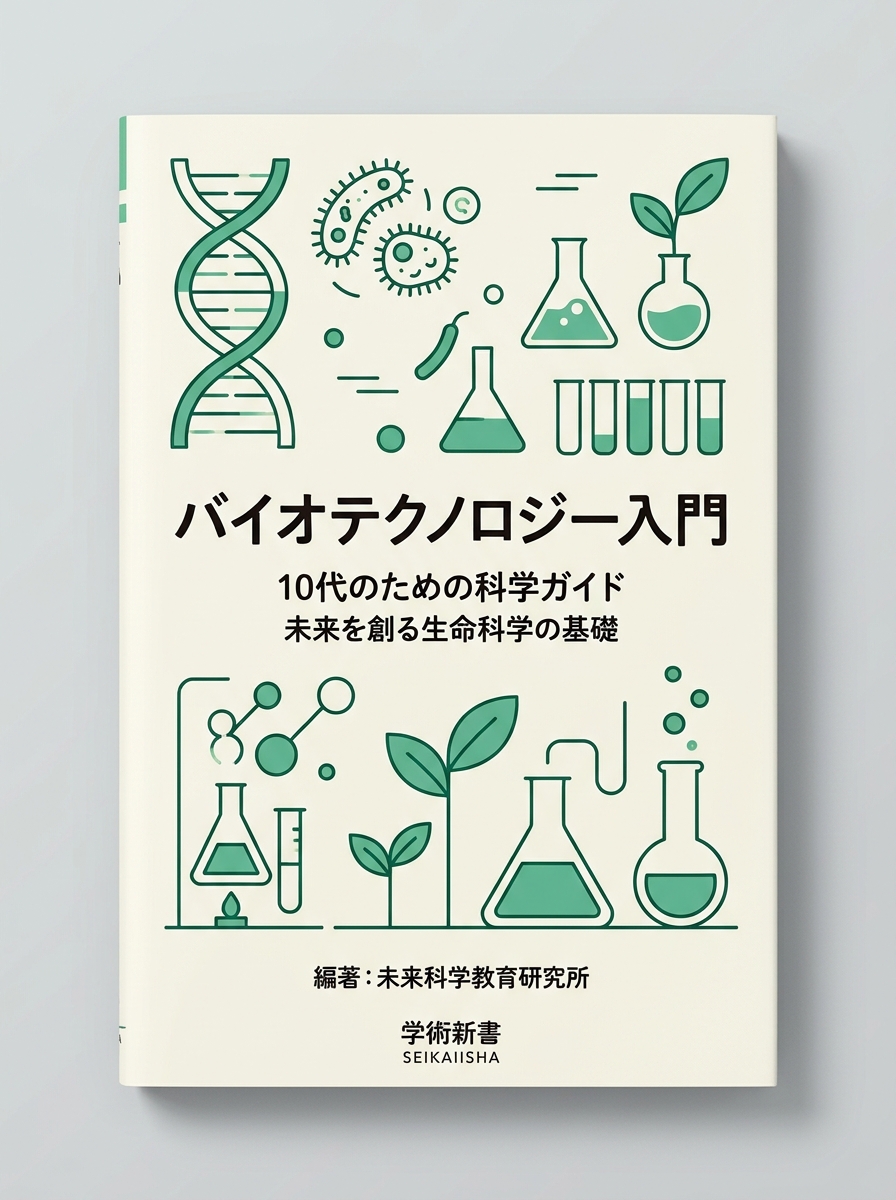 バイオテクノロジー入門
10代のための科学ガイド
未来を創る生命科学の基礎
編著：未来科学教育研究所
学術新書
SEIKAIISHA